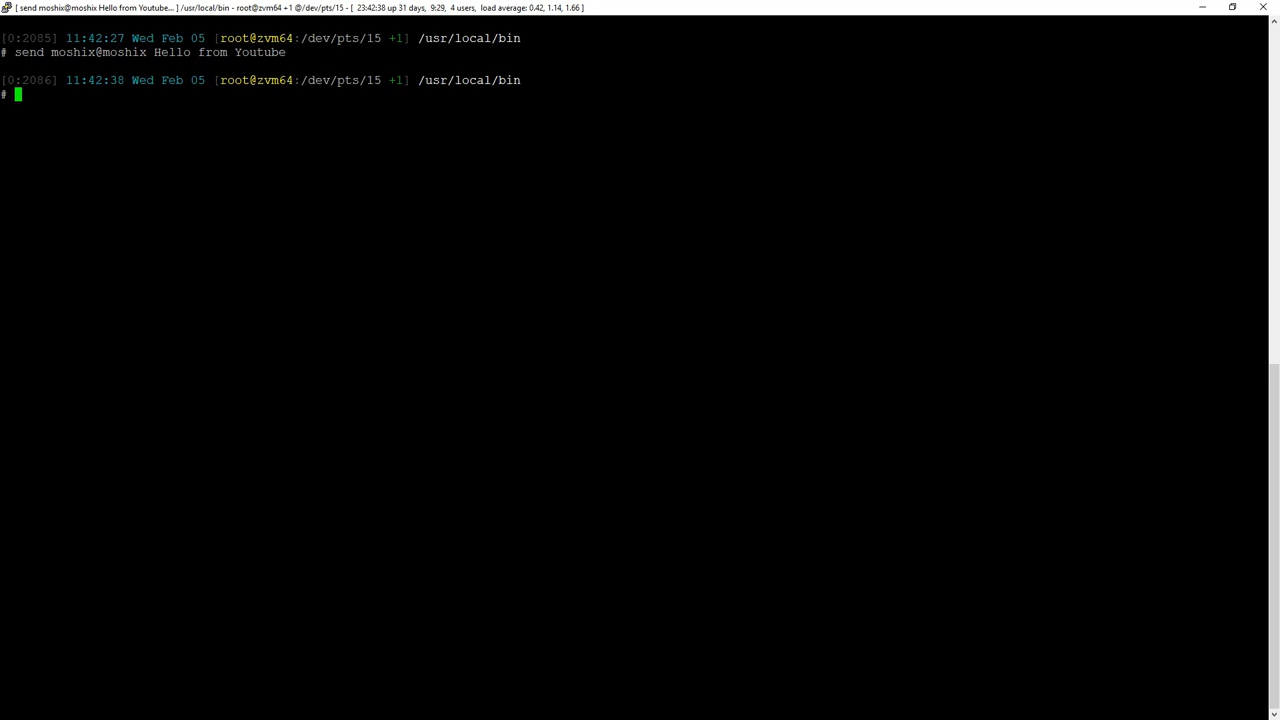 [ send moshix@moshix Hello from Youtube... ] /usr/local/bin - root@zvm64 +1 @/dev/pts/15 - [ 23:42:38 up 31 days, 9:29, 4 users, load average: 0.42, 1.14, 1.66 ]
[0:2085] 11:42:27 Wed Feb 05 [root@zvm64:/dev/pts/15 +1] /usr/local/bin
# send moshix@moshix Hello from Youtube
[0:2086] 11:42:38 Wed Feb 05 [root@zvm64:/dev/pts/15 +1] /usr/local/bin
#